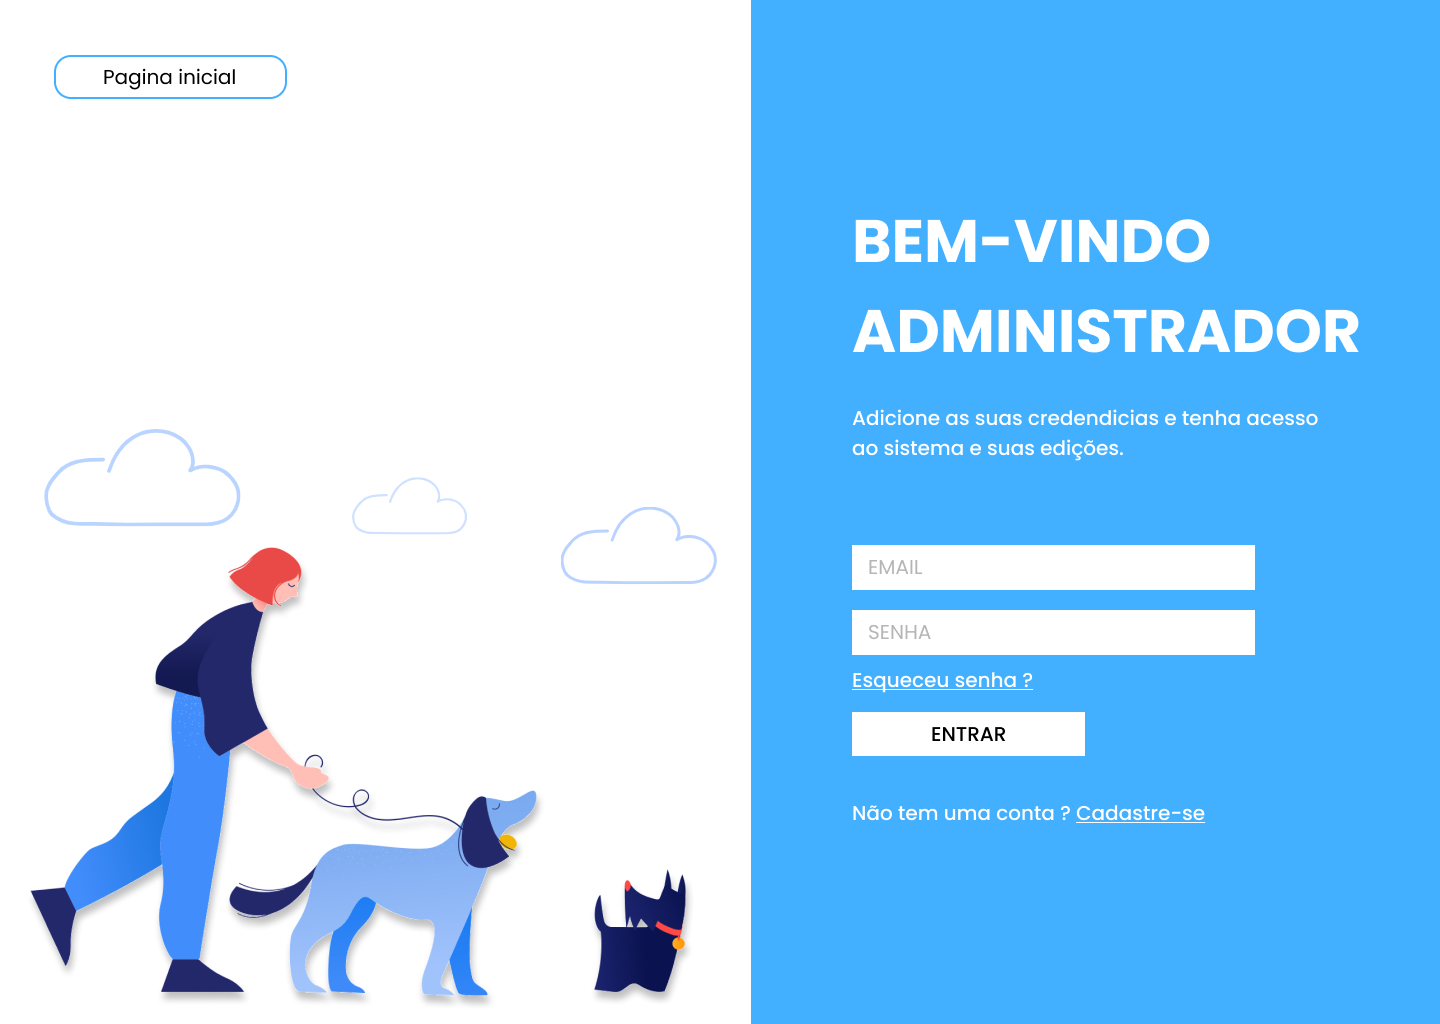 Pagina inicial
BEM-VINDO
ADMINISTRADOR
Adicione as suas credendicias e tenha acesso
ao sistema e suas edições.
EMAIL
SENHA
Esqueceu senha ?
ENTRAR
Não tem uma conta ? Cadastre-se